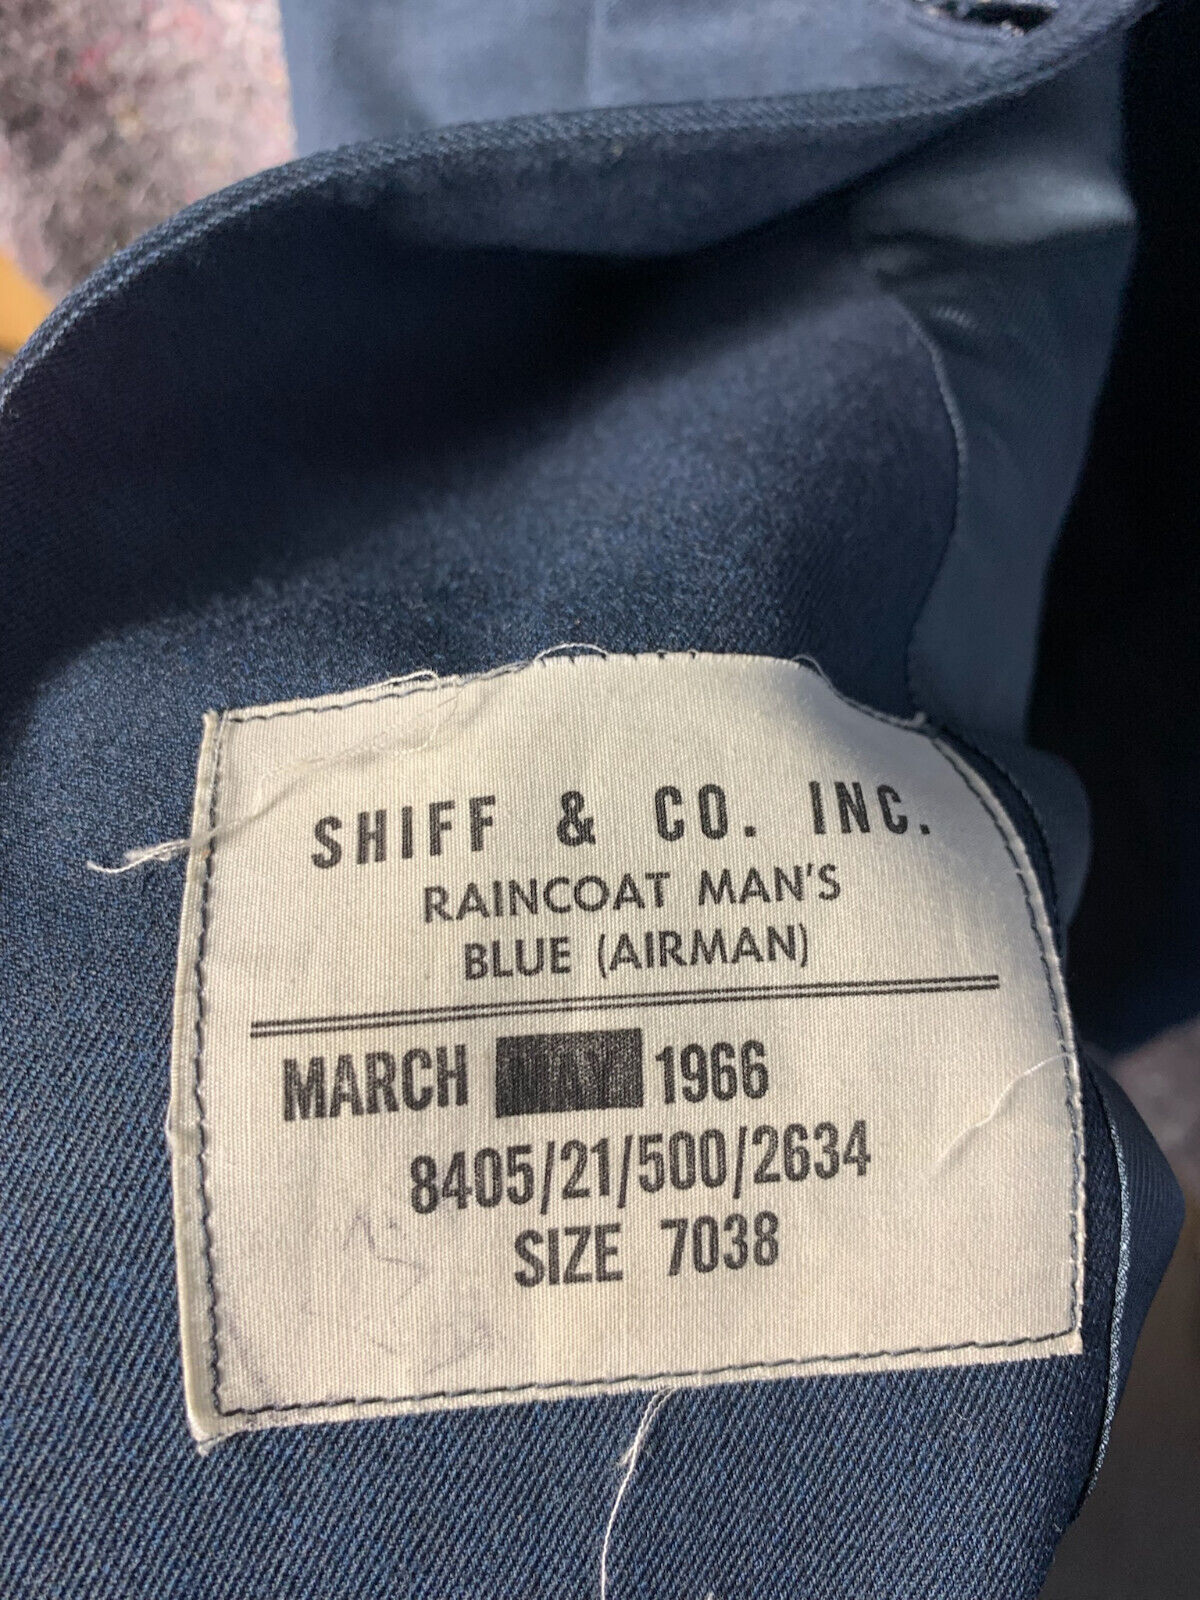 SHIFF & CO. INC.
RAINCOAT MAN'S
BLUE (AIRMAN)
MARCH 1966
8405/21/500/2634
SIZE 7038